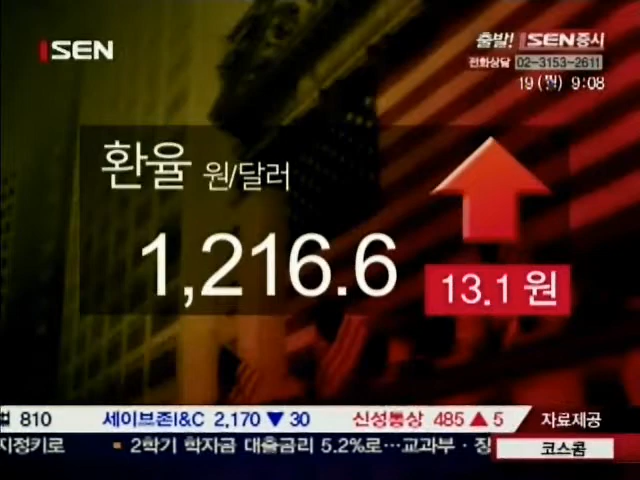 SEN
출발! SEN증시
전화상담 02-3153-2611
19(월) 9:08
환율 원/달러
1,216.6
13.1 원
810 세이브존I&C 2,170 ▼ 30 신성통상 485 ▲ 5 자료제공
지정키로 ▪ 2학기 학자금 대출금리 5.2%로…교과부 · 장
코스콤